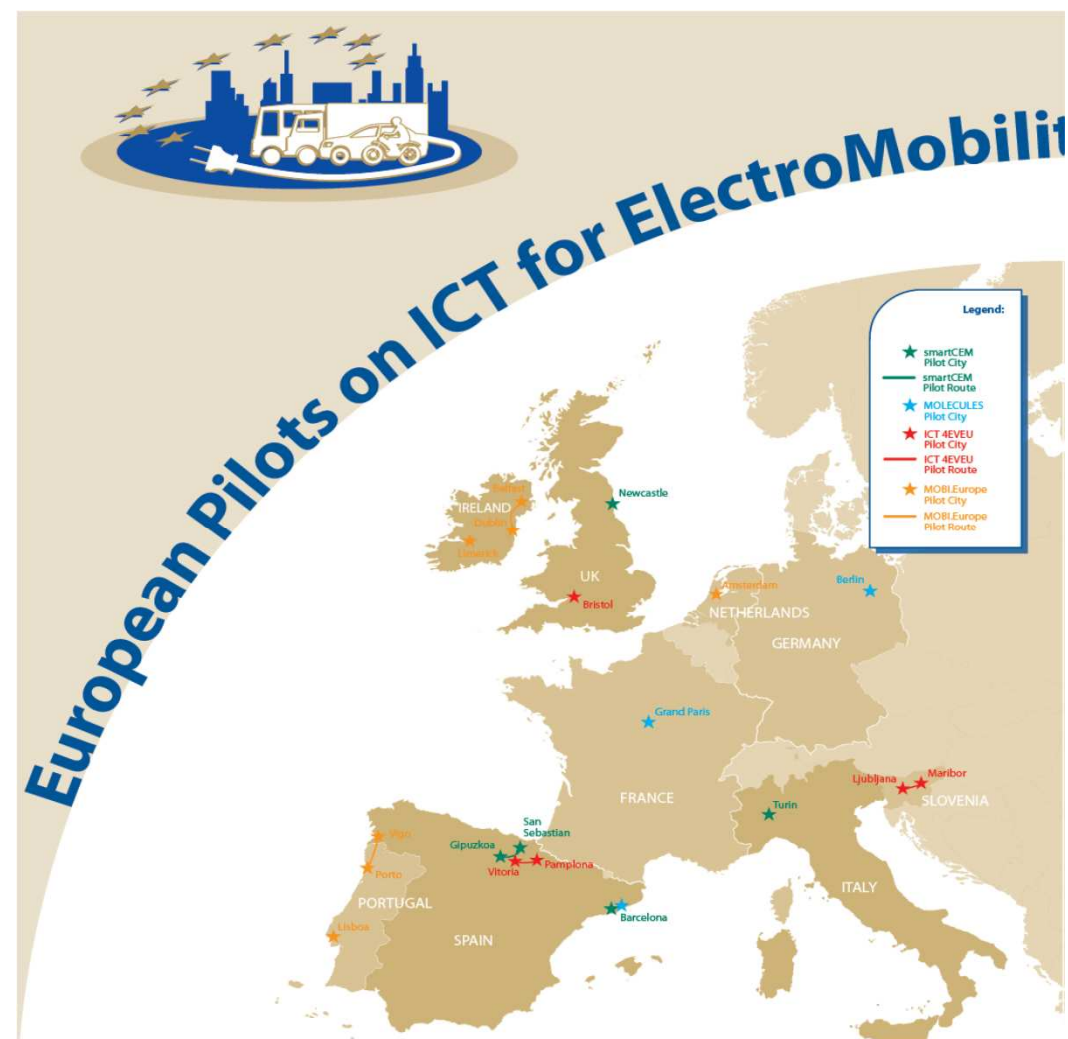 European Pilots on ICT for ElectroMobilit
Legend:
smartCEM
Pilot City
smartCEM
Pilot Route
MOLECULES
Pilot City
ICT 4EVEU
Pilot City
ICT 4EVEU
Pilot Route
MOBI.Europe
Pilot City
MOBI.Europe
Pilot Route
Belfast
IRELAND
Dublin
Limerick
Newcastle
UK
Bristol
Amsterdam
NETHERLANDS
Berlin
GERMANY
Grand Paris
FRANCE
Ljubljana
Maribor
SLOVENIA
Turin
ITALY
San
Sebastian
Gipuzkoa
Vitoria
Pamplona
Vigo
Porto
PORTUGAL
Barcelona
Lisboa
SPAIN